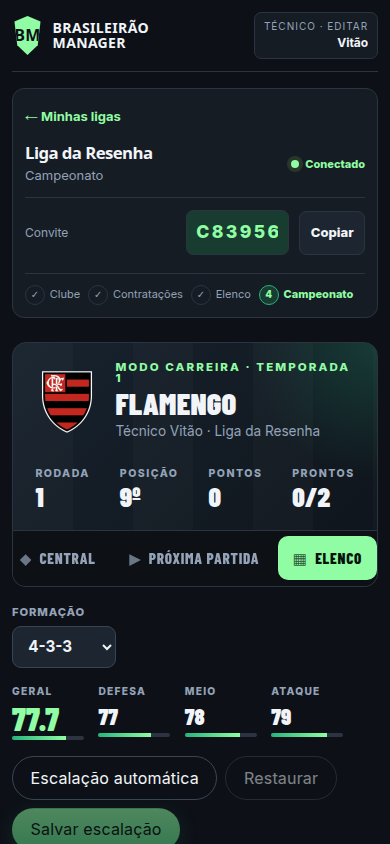 BM
BRASILEIRÃO
MANAGER
TÉCNICO · EDITAR
Vitão
← Minhas ligas
Liga da Resenha
Campeonato
Conectado
Convite
C83956
Copiar
✓ Clube ✓ Contratações ✓ Elenco 4 Campeonato
MODO CARREIRA · TEMPORADA
1
FLAMENGO
Técnico Vitão · Liga da Resenha
RODADA POSIÇÃO PONTOS PRONTOS
1 9º 0 0/2
◆ CENTRAL ▶ PRÓXIMA PARTIDA ▦ ELENCO
FORMAÇÃO
4-3-3
GERAL DEFESA MEIO ATAQUE
77.7 77 78 79
Escalação automática Restaurar
Salvar escalação